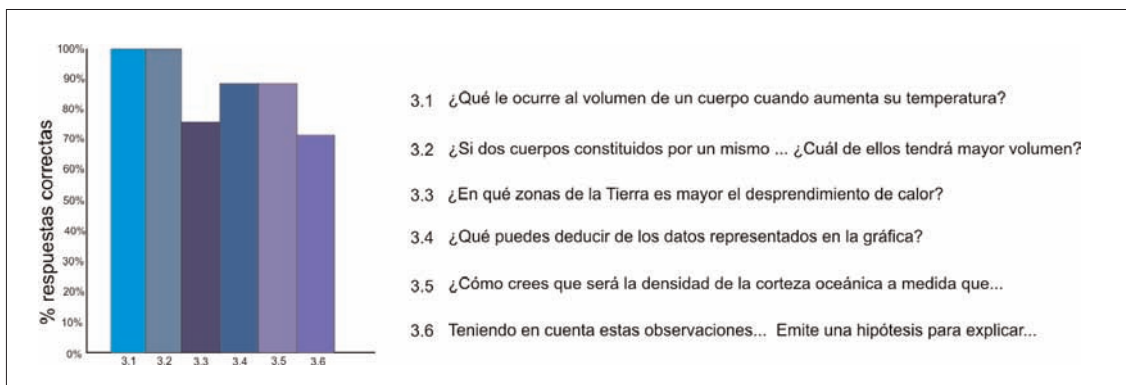 % respuestas correctas
100%
90%
80%
70%
60%
50%
40%
30%
20%
10%
0%
3.1 3.2 3.3 3.4 3.5 3.6
3.1 ¿Qué le ocurre al volumen de un cuerpo cuando aumenta su temperatura?
3.2 ¿Si dos cuerpos constituidos por un mismo ... ¿Cuál de ellos tendrá mayor volumen?
3.3 ¿En qué zonas de la Tierra es mayor el desprendimiento de calor?
3.4 ¿Qué puedes deducir de los datos representados en la gráfica?
3.5 ¿Cómo crees que será la densidad de la corteza oceánica a medida que...
3.6 Teniendo en cuenta estas observaciones... Emite una hipótesis para explicar...